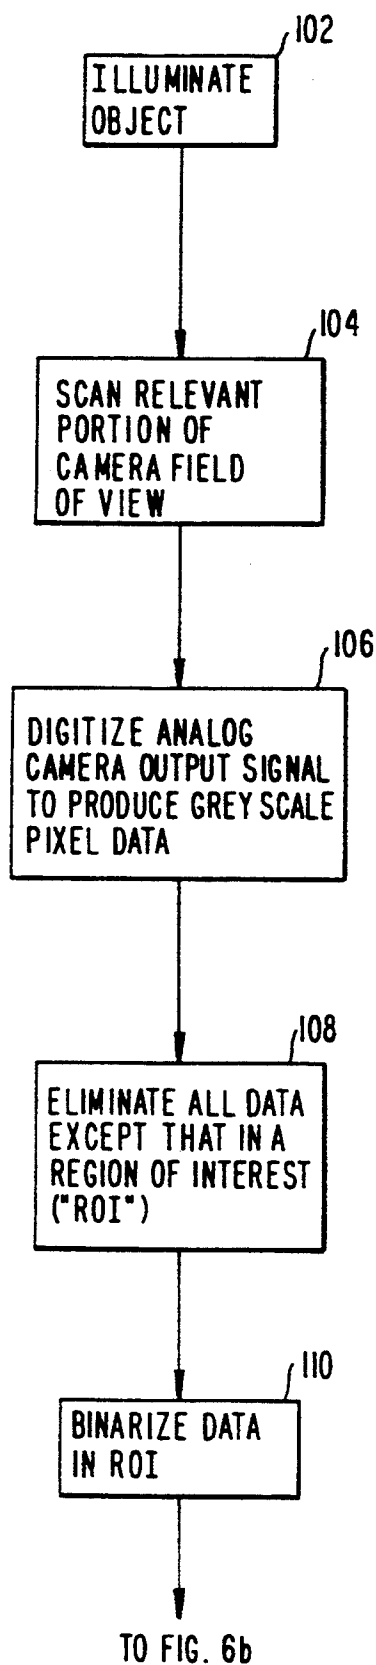 102
ILLUMINATE
OBJECT
104
SCAN RELEVANT
PORTION OF
CAMERA FIELD
OF VIEW
106
DIGITIZE ANALOG
CAMERA OUTPUT SIGNAL
TO PRODUCE GREY SCALE
PIXEL DATA
108
ELIMINATE ALL DATA
EXCEPT THAT IN A
REGION OF INTEREST
("ROI")
110
BINARIZE DATA
IN ROI
TO FIG. 6b